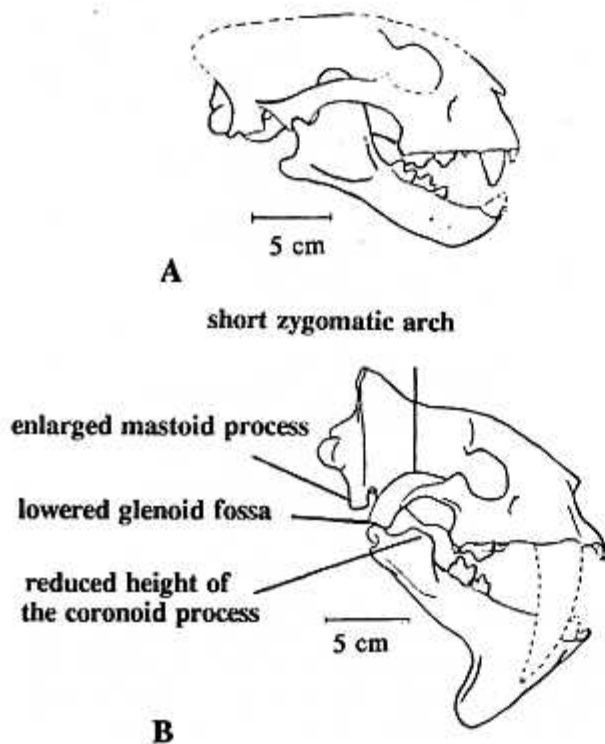 5 cm
A
short zygomatic arch
enlarged mastoid process
lowered glenoid fossa
reduced height of
the coronoid process
5 cm
B